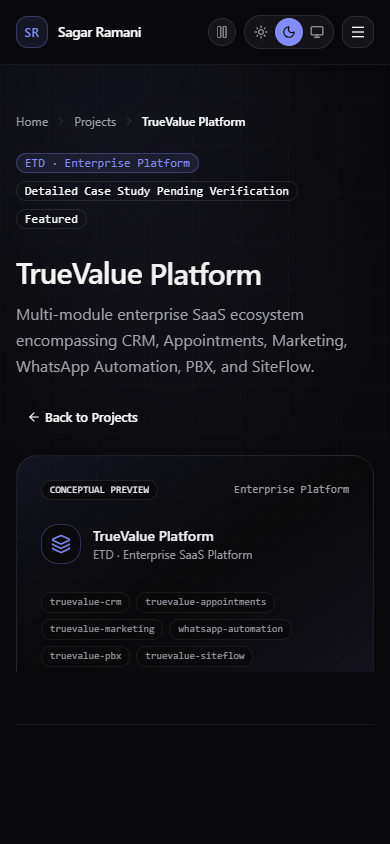 SR Sagar Ramani
Home Projects TrueValue Platform
ETD · Enterprise Platform
Detailed Case Study Pending Verification
Featured
TrueValue Platform
Multi-module enterprise SaaS ecosystem
encompassing CRM, Appointments, Marketing,
WhatsApp Automation, PBX, and SiteFlow.
← Back to Projects
CONCEPTUAL PREVIEW Enterprise Platform
TrueValue Platform
ETD · Enterprise SaaS Platform
truevalue-crm truevalue-appointments
truevalue-marketing whatsapp-automation
truevalue-pbx truevalue-siteflow